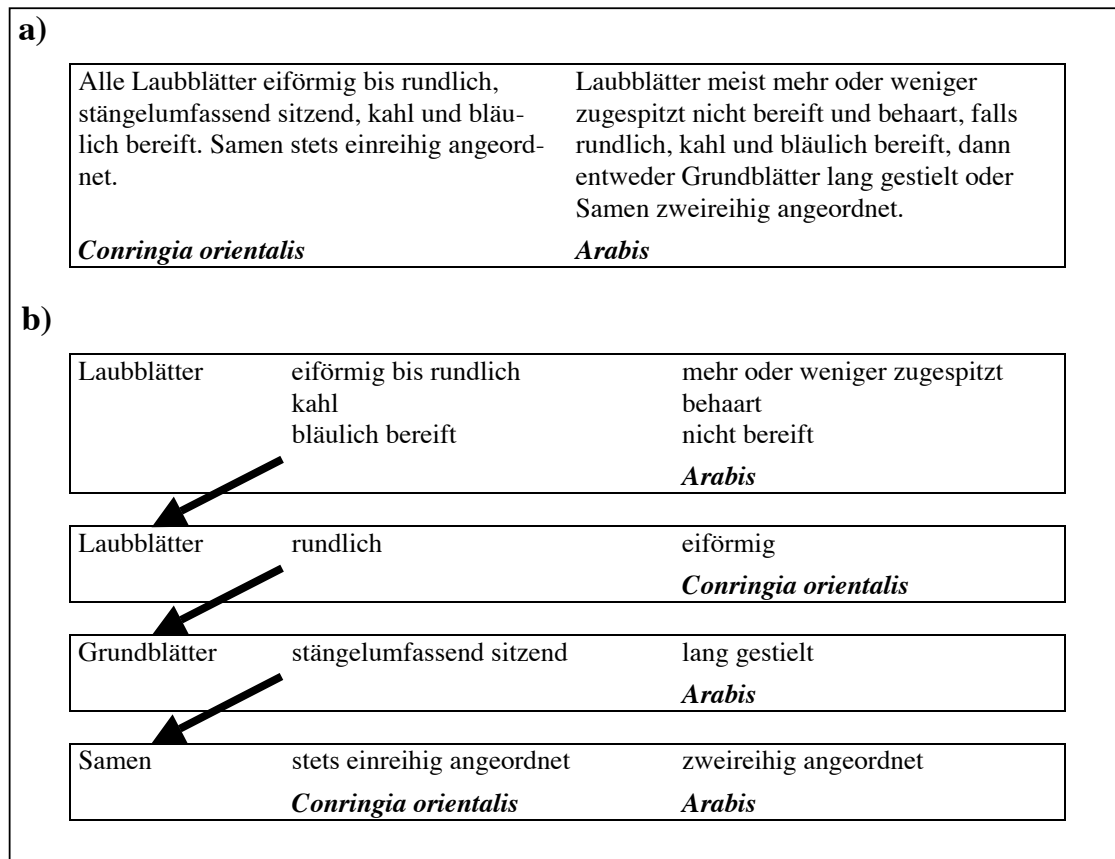 a)
Alle Laubblätter eiförmig bis rundlich,
stängelumfassend sitzend, kahl und bläu-
lich bereift. Samen stets einreihig angeord-
net.
Conringia orientalis
Laubblätter meist mehr oder weniger
zugespitzt nicht bereift und behaart, falls
rundlich, kahl und bläulich bereift, dann
entweder Grundblätter lang gestielt oder
Samen zweireihig angeordnet.
Arabis
b)
Laubblätter eiförmig bis rundlich mehr oder weniger zugespitzt
kahl behaart
bläulich bereift nicht bereift
Arabis
Laubblätter rundlich eiförmig
Conringia orientalis
Grundblätter stängelumfassend sitzend lang gestielt
Arabis
Samen stets einreihig angeordnet zweireihig angeordnet
Conringia orientalis Arabis